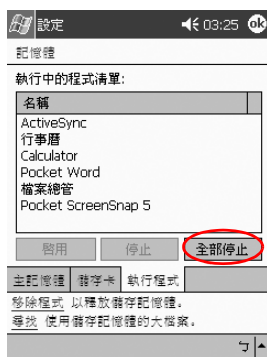 設定 03:25 ok
記憶體
執行中的程式清單:
名稱
ActiveSync
行事曆
Calculator
Pocket Word
檔案總管
Pocket ScreenSnap 5
啓用 停止 全部停止
主記憶體 儲存卡 執行程式
移除程式 以釋放儲存記憶體。
尋找 使用儲存記憶體的大檔案。
ㄅ